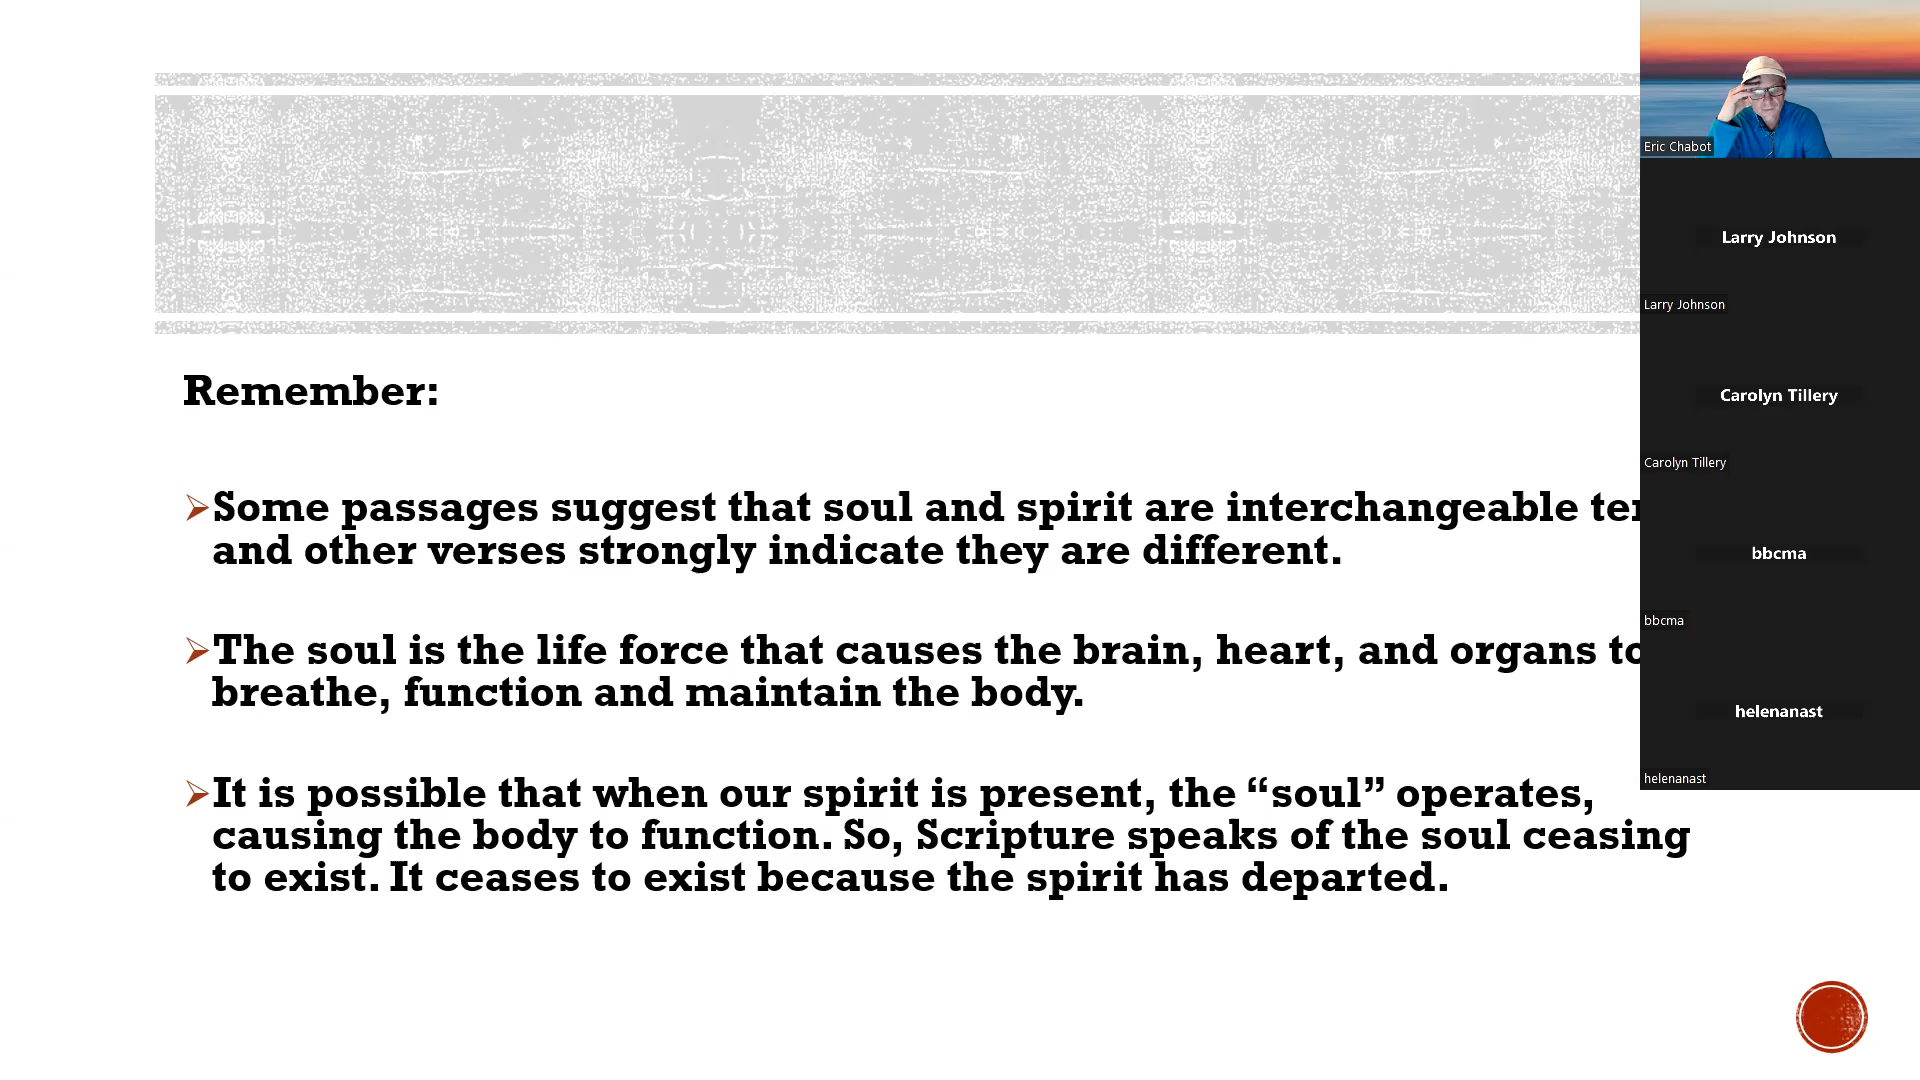 Remember:
Some passages suggest that soul and spirit are interchangeable
and other verses strongly indicate they are different.
The soul is the life force that causes the brain, heart, and organs to
breathe, function and maintain the body.
It is possible that when our spirit is present, the “soul” operates,
causing the body to function. So, Scripture speaks of the soul ceasing
to exist. It ceases to exist because the spirit has departed.
Eric Chabot
Larry Johnson
Larry Johnson
Carolyn Tillery
Carolyn Tillery
bbcma
bbcma
helenanast
helenanast